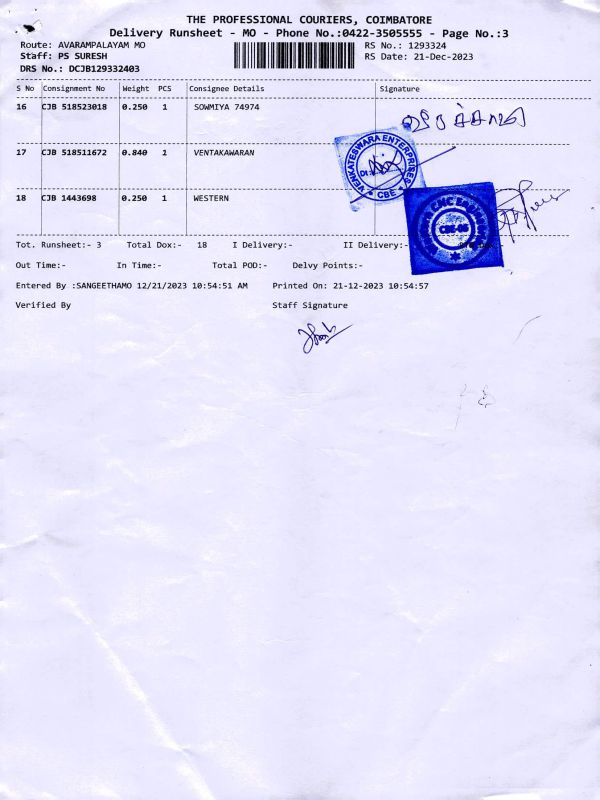 THE PROFESSIONAL COURIERS, COIMBATORE
Delivery Runsheet - MO - Phone No.:0422-3505555 - Page No.:3
Route: AVARAMPALAYAM MO RS No.: 1293324
Staff: PS SURESH RS Date: 21-Dec-2023
DRS No.: DCJB129332403
S No Consignment No Weight PCS Consignee Details Signature
16 CJB 518523018 0.250 1 SOWMIYA 74974
17 CJB 518511672 0.840 1 VENTAKAWARAN
VENKATESWARA ENTERPRISES
CBE
18 CJB 1443698 0.250 1 WESTERN
CBE-06
Tot. Runsheet:- 3 Total Dox:- 18 I Delivery:- II Delivery:-
Out Time:- In Time:- Total POD:- Delvy Points:-
Entered By :SANGEETHAMO 12/21/2023 10:54:51 AM Printed On: 21-12-2023 10:54:57
Verified By Staff Signature